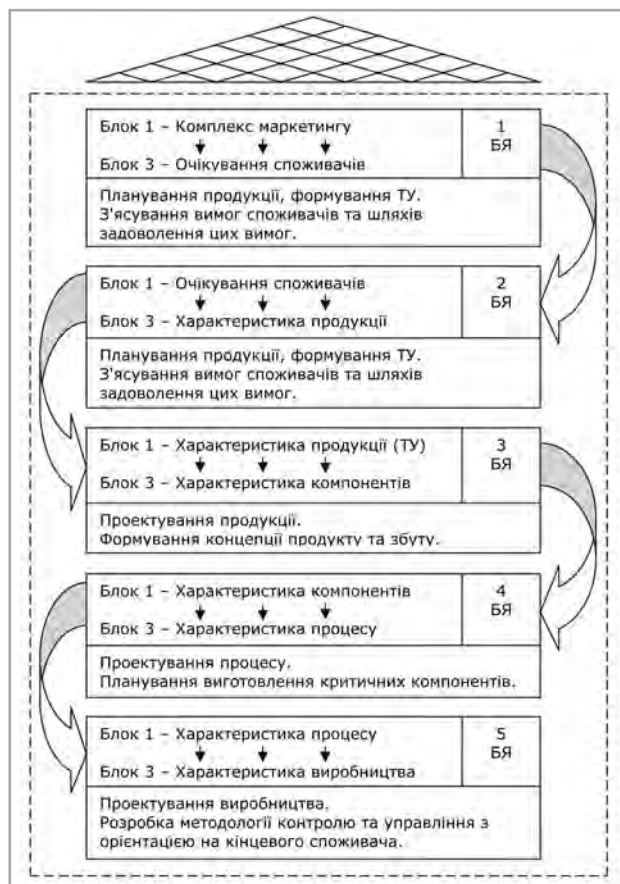 Блок 1 – Комплекс маркетингу
1
БЯ
Блок 3 – Очікування споживачів
Планування продукції, формування ТУ.
З'ясування вимог споживачів та шляхів
задоволення цих вимог.
Блок 1 – Очікування споживачів
2
БЯ
Блок 3 – Характеристика продукції
Планування продукції, формування ТУ.
З'ясування вимог споживачів та шляхів
задоволення цих вимог.
Блок 1 – Характеристика продукції (ТУ)
3
БЯ
Блок 3 – Характеристика компонентів
Проектування продукції.
Формування концепції продукту та збуту.
Блок 1 – Характеристика компонентів
4
БЯ
Блок 3 – Характеристика процесу
Проектування процесу.
Планування виготовлення критичних компонентів.
Блок 1 – Характеристика процесу
5
БЯ
Блок 3 – Характеристика виробництва
Проектування виробництва.
Розробка методології контролю та управління з
орієнтацією на кінцевого споживача.